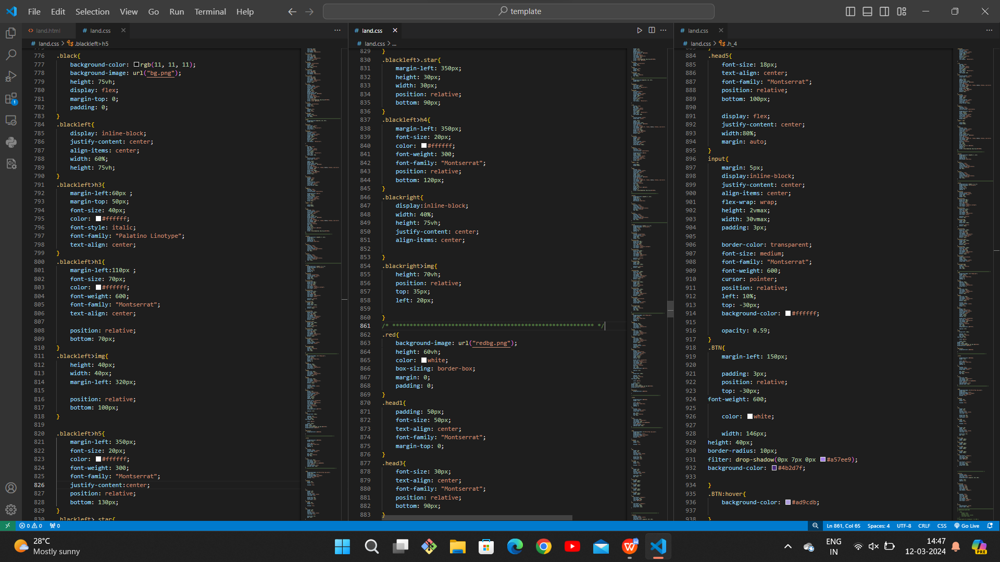 File Edit Selection View Go Run Terminal Help
template
land.html
land.css
land.css
land.css
land.css > .blackleft>h5
land.css > ...
land.css > .h_4
776 .black{
777 background-color: rgb(11, 11, 11);
778 background-image: url("bg.png");
779 height: 75vh;
780 display: flex;
781 margin-top: 0;
782 padding: 0;
783 }
784 .blackleft{
785 display: inline-block;
786 justify-content: center;
787 align-items: center;
788 width: 60%;
789 height: 75vh;
790 }
791 .blackleft>h3{
792 margin-left:60px ;
793 margin-top: 50px;
794 font-size: 40px;
795 color: #ffffff;
796 font-style: italic;
797 font-family: "Palatino Linotype";
798 text-align: center;
799 }
800 .blackleft>h1{
801 margin-left:110px ;
802 font-size: 70px;
803 color: #ffffff;
804 font-weight: 600;
805 font-family: "Montserrat";
806 text-align: center;
807
808 position: relative;
809 bottom: 70px;
810 }
811 .blackleft>img{
812 height: 40px;
813 width: 40px;
814 margin-left: 320px;
815
816 position: relative;
817 bottom: 100px;
818 }
819
820 .blackleft>h5{
821 margin-left: 350px;
822 font-size: 20px;
823 color: #ffffff;
824 font-weight: 300;
825 font-family: "Montserrat";
826 justify-content:center;
827 position: relative;
828 bottom: 130px;
829 }
830 .blackleft>.star{
829 }
830 .blackleft>.star{
831 margin-left: 350px;
832 height: 30px;
833 width: 30px;
834 position: relative;
835 bottom: 90px;
836 }
837 .blackleft>h4{
838 margin-left: 350px;
839 font-size: 20px;
840 color: #ffffff;
841 font-weight: 300;
842 font-family: "Montserrat";
843 position: relative;
844 bottom: 120px;
845 }
846 .blackright{
847 display:inline-block;
848 width: 40%;
849 height: 75vh;
850 justify-content: center;
851 align-items: center;
852
853 }
854 .blackright>img{
855 height: 70vh;
856 position: relative;
857 top: 35px;
858 left: 20px;
859
860 }
861 /* ********************************************************** */
862 .red{
863 background-image: url("redbg.png");
864 height: 60vh;
865 color: white;
866 box-sizing: border-box;
867 margin: 0;
868 padding: 0;
869 }
870 .head1{
871 padding: 50px;
872 font-size: 50px;
873 text-align: center;
874 font-family: "Montserrat";
875 margin-top: 0;
876 }
877 .head3{
878 font-size: 30px;
879 text-align: center;
880 font-family: "Montserrat";
881 position: relative;
882 bottom: 90px;
883 }
884 .head5{
885 font-size: 18px;
886 text-align: center;
887 font-family: "Montserrat";
888 position: relative;
889 bottom: 100px;
890
891 display: flex;
892 justify-content: center;
893 width:80%;
894 margin: auto;
895 }
896 input{
897 margin: 5px;
898 display:inline-block;
899 justify-content: center;
900 align-items: center;
901 flex-wrap: wrap;
902 height: 2vmax;
903 width: 30vmax;
904 padding: 3px;
905
906 border-color: transparent;
907 font-size: medium;
908 font-family: "Montserrat";
909 font-weight: 600;
910 cursor: pointer;
911 position: relative;
912 left: 10%;
913 top: -30px;
914 background-color: #ffffff;
915
916 opacity: 0.59;
917 }
918 .BTN{
919 margin-left: 150px;
920
921 padding: 3px;
922 position: relative;
923 top: -30px;
924 font-weight: 600;
925
926 color: white;
927
928 width: 146px;
929 height: 40px;
930 border-radius: 10px;
931 filter: drop-shadow(0px 7px 0px #a57ee9);
932 background-color: #4b2d7f;
933
934 }
935 .BTN:hover{
936 background-color: #ad9cdb;
937
938 }
0 0 0 Ln 861, Col 65 Spaces: 4 UTF-8 CRLF CSS Go Live
28°C
Mostly sunny
ENG
IN
14:47
12-03-2024
PRE